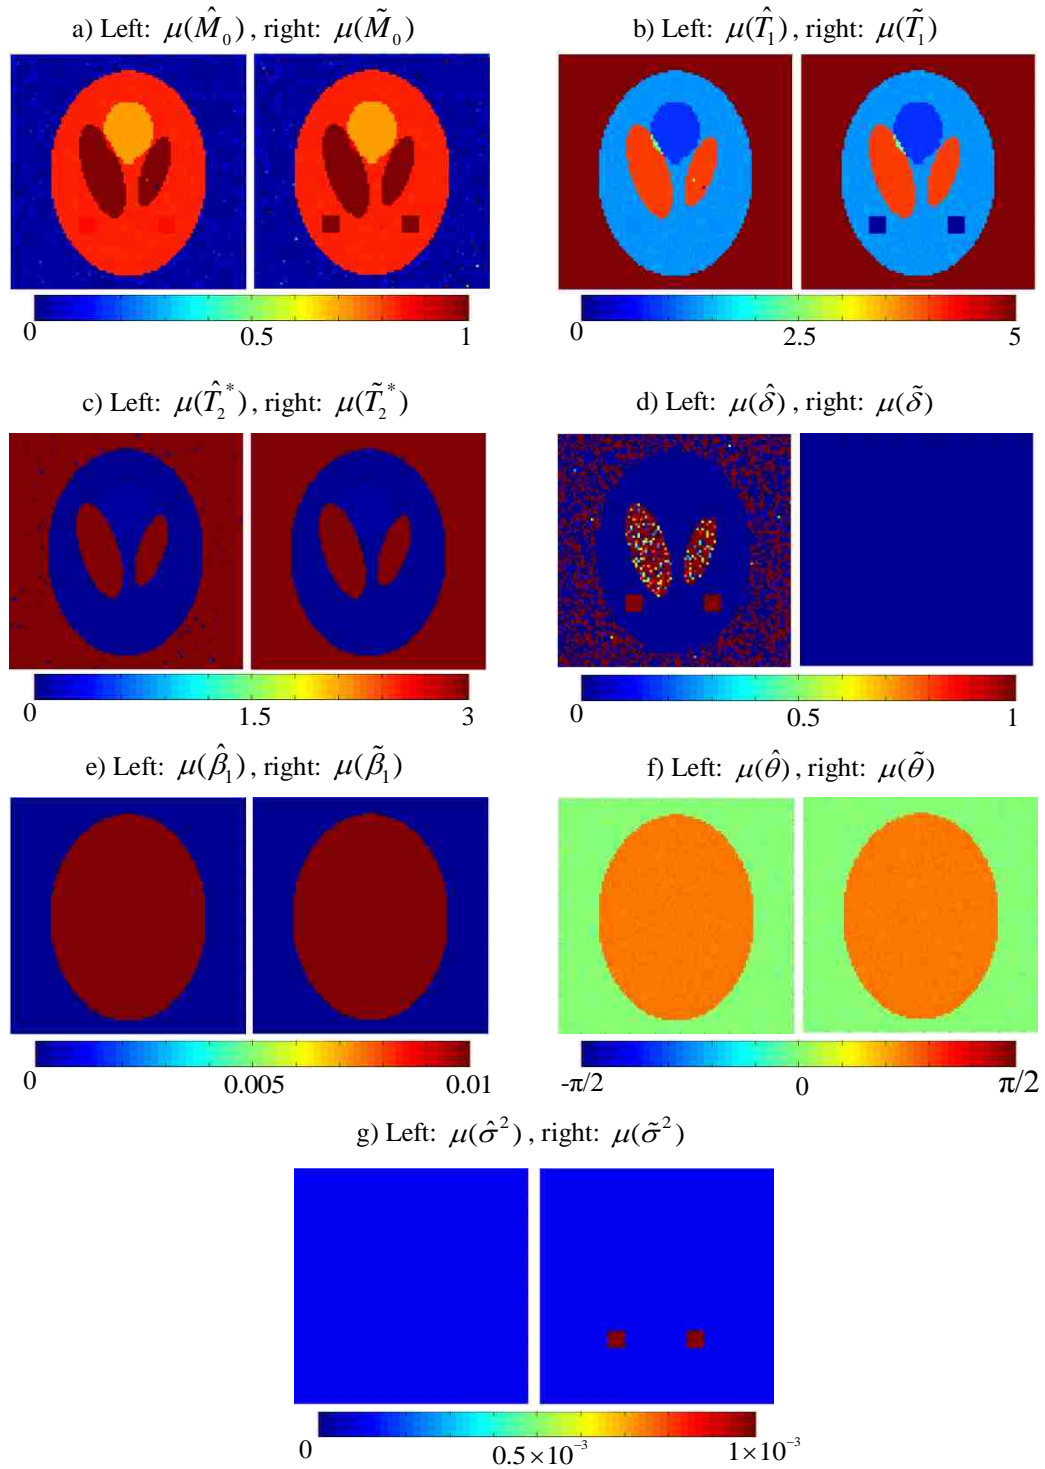 a) Left: μ(M̂₀), right: μ(M̃₀)
b) Left: μ(T̂₁), right: μ(T̃₁)
0 0.5 1
0 2.5 5
c) Left: μ(T̂₂*), right: μ(T̃₂*)
d) Left: μ(δ̂), right: μ(δ̃)
0 1.5 3
0 0.5 1
e) Left: μ(β̂₁), right: μ(β̃₁)
f) Left: μ(θ̂), right: μ(θ̃)
0 0.005 0.01
-π/2 0 π/2
g) Left: μ(σ̂²), right: μ(σ̃²)
0 0.5×10⁻³ 1×10⁻³